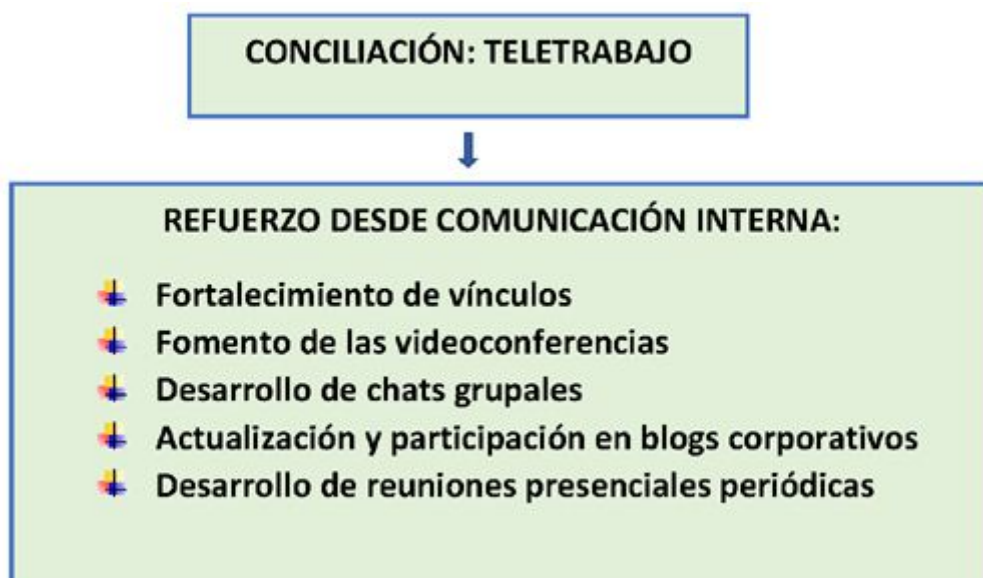 CONCILIACIÓN: TELETRABAJO
REFUERZO DESDE COMUNICACIÓN INTERNA:
Fortalecimiento de vínculos
Fomento de las videoconferencias
Desarrollo de chats grupales
Actualización y participación en blogs corporativos
Desarrollo de reuniones presenciales periódicas